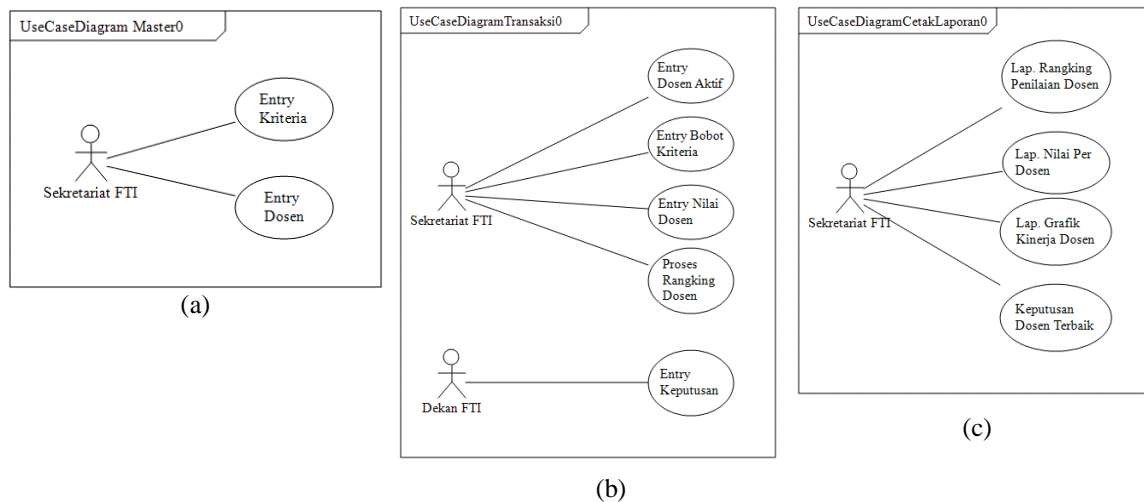 UseCaseDiagram Master0
Entry
Kriteria
Sekretariat FTI
Entry
Dosen
(a)
UseCaseDiagramTransaksi0
Entry
Dosen Aktif
Entry Bobot
Kriteria
Sekretariat FTI
Entry Nilai
Dosen
Proses
Rangking
Dosen
Dekan FTI
Entry
Keputusan
(b)
UseCaseDiagramCetakLaporan0
Lap. Rangking
Penilaian Dosen
Lap. Nilai Per
Dosen
Sekretariat FTI
Lap. Grafik
Kinerja Dosen
Keputusan
Dosen Terbaik
(c)